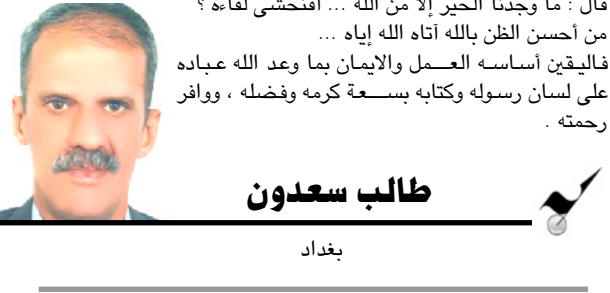 قال : ما وجدنا الخير إلا من الله ... افنخشى لقاءه ؟
من أحسن الظن بالله آتاه الله إياه ...
فاليقين أساسه العمل والايمان بما وعد الله عباده
على لسان رسوله وكتابه بسعة كرمه وفضله ، ووافر
رحمته .
طالب سعدون
بغداد